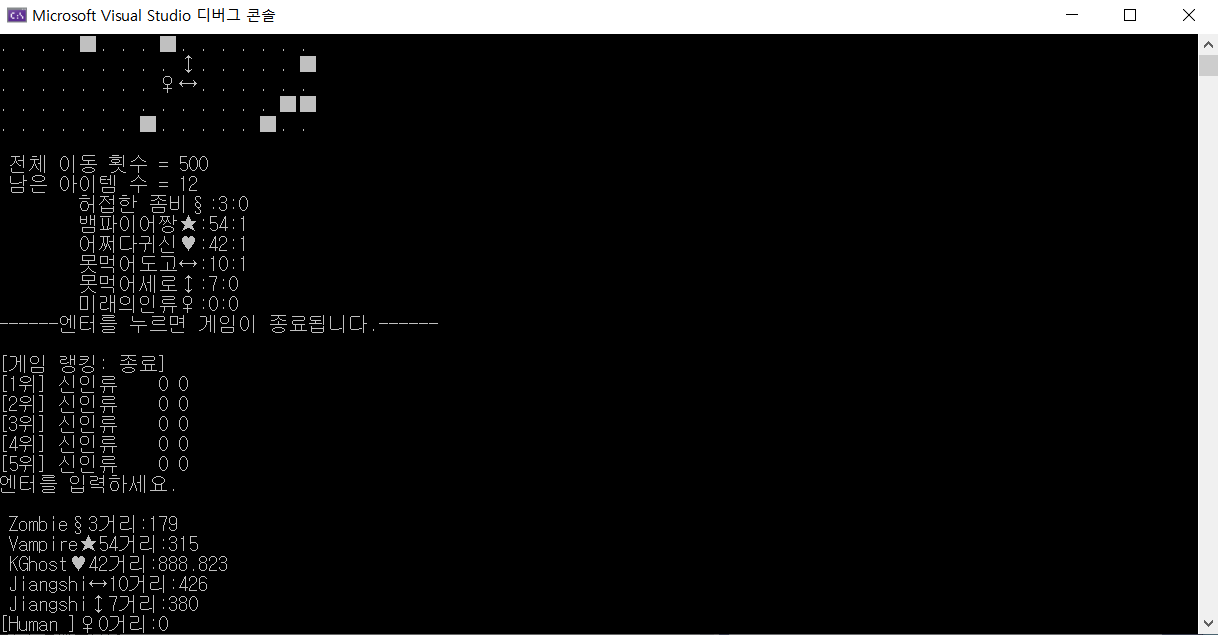 Microsoft Visual Studio 디버그 콘솔
. . . . ■ . . . ■ . . . . . . .
. . . . . . . . . ↕ . . . . . ■
. . . . . . . . ♀ ↔ . . . . . .
. . . . . . . . . . . . . . ■ ■
. . . . . . . ■ . . . . . ■ . .
전체 이동 횟수 = 500
남은 아이템 수 = 12
허접한 좀비§:3:0
뱀파이어짱★:54:1
어쩌다귀신♥:42:1
못먹어도고↔:10:1
못먹어세로↕:7:0
미래의인류♀:0:0
------엔터를 누르면 게임이 종료됩니다.------
[게임 랭킹: 종료]
[1위] 신인류 0 0
[2위] 신인류 0 0
[3위] 신인류 0 0
[4위] 신인류 0 0
[5위] 신인류 0 0
엔터를 입력하세요.
Zombie§3거리:179
Vampire★54거리:315
KGhost♥42거리:888.823
Jiangshi↔10거리:426
Jiangshi↕7거리:380
[Human ]♀0거리:0